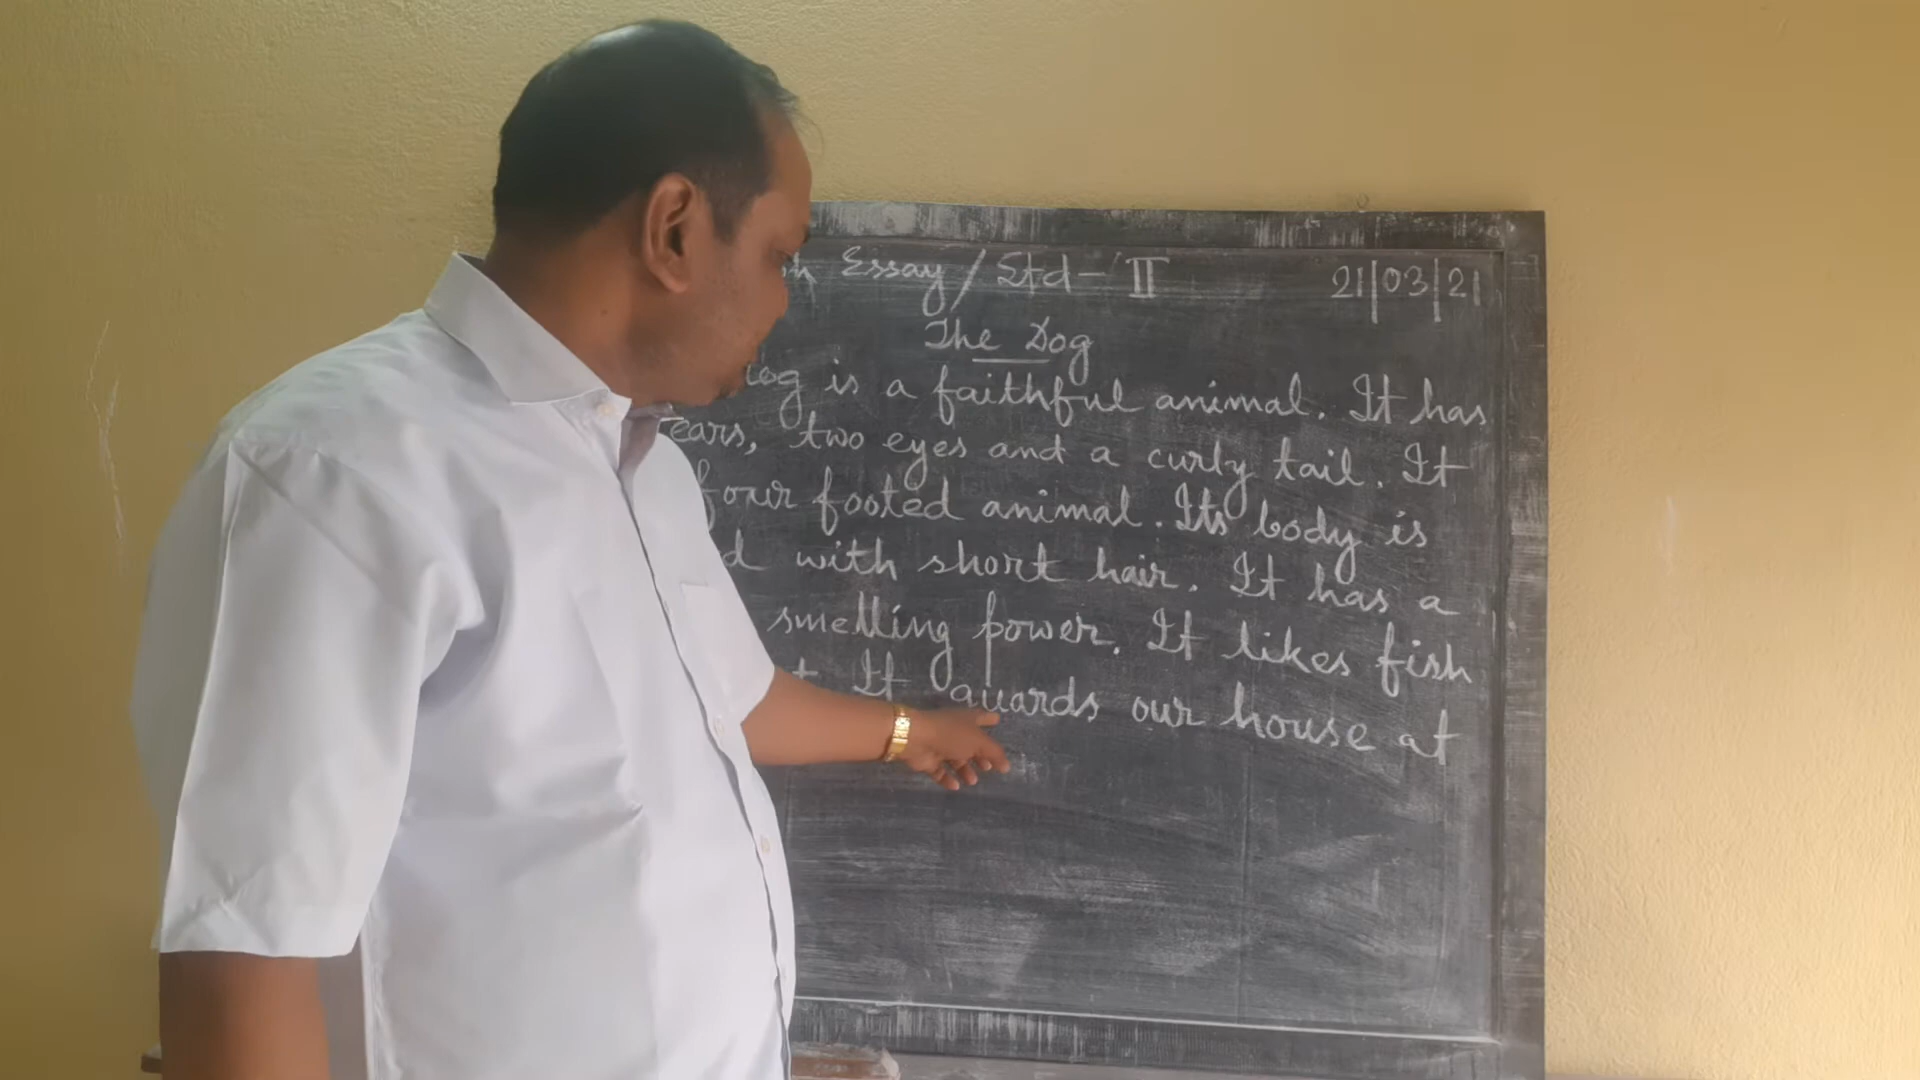 Essay / Std - II 21/03/21
The Dog
is a faithful animal. It has
ears, two eyes and a curly tail. It
four footed animal. Its body is
with short hair. It has a
smelling power. It likes fish
It guards our house at